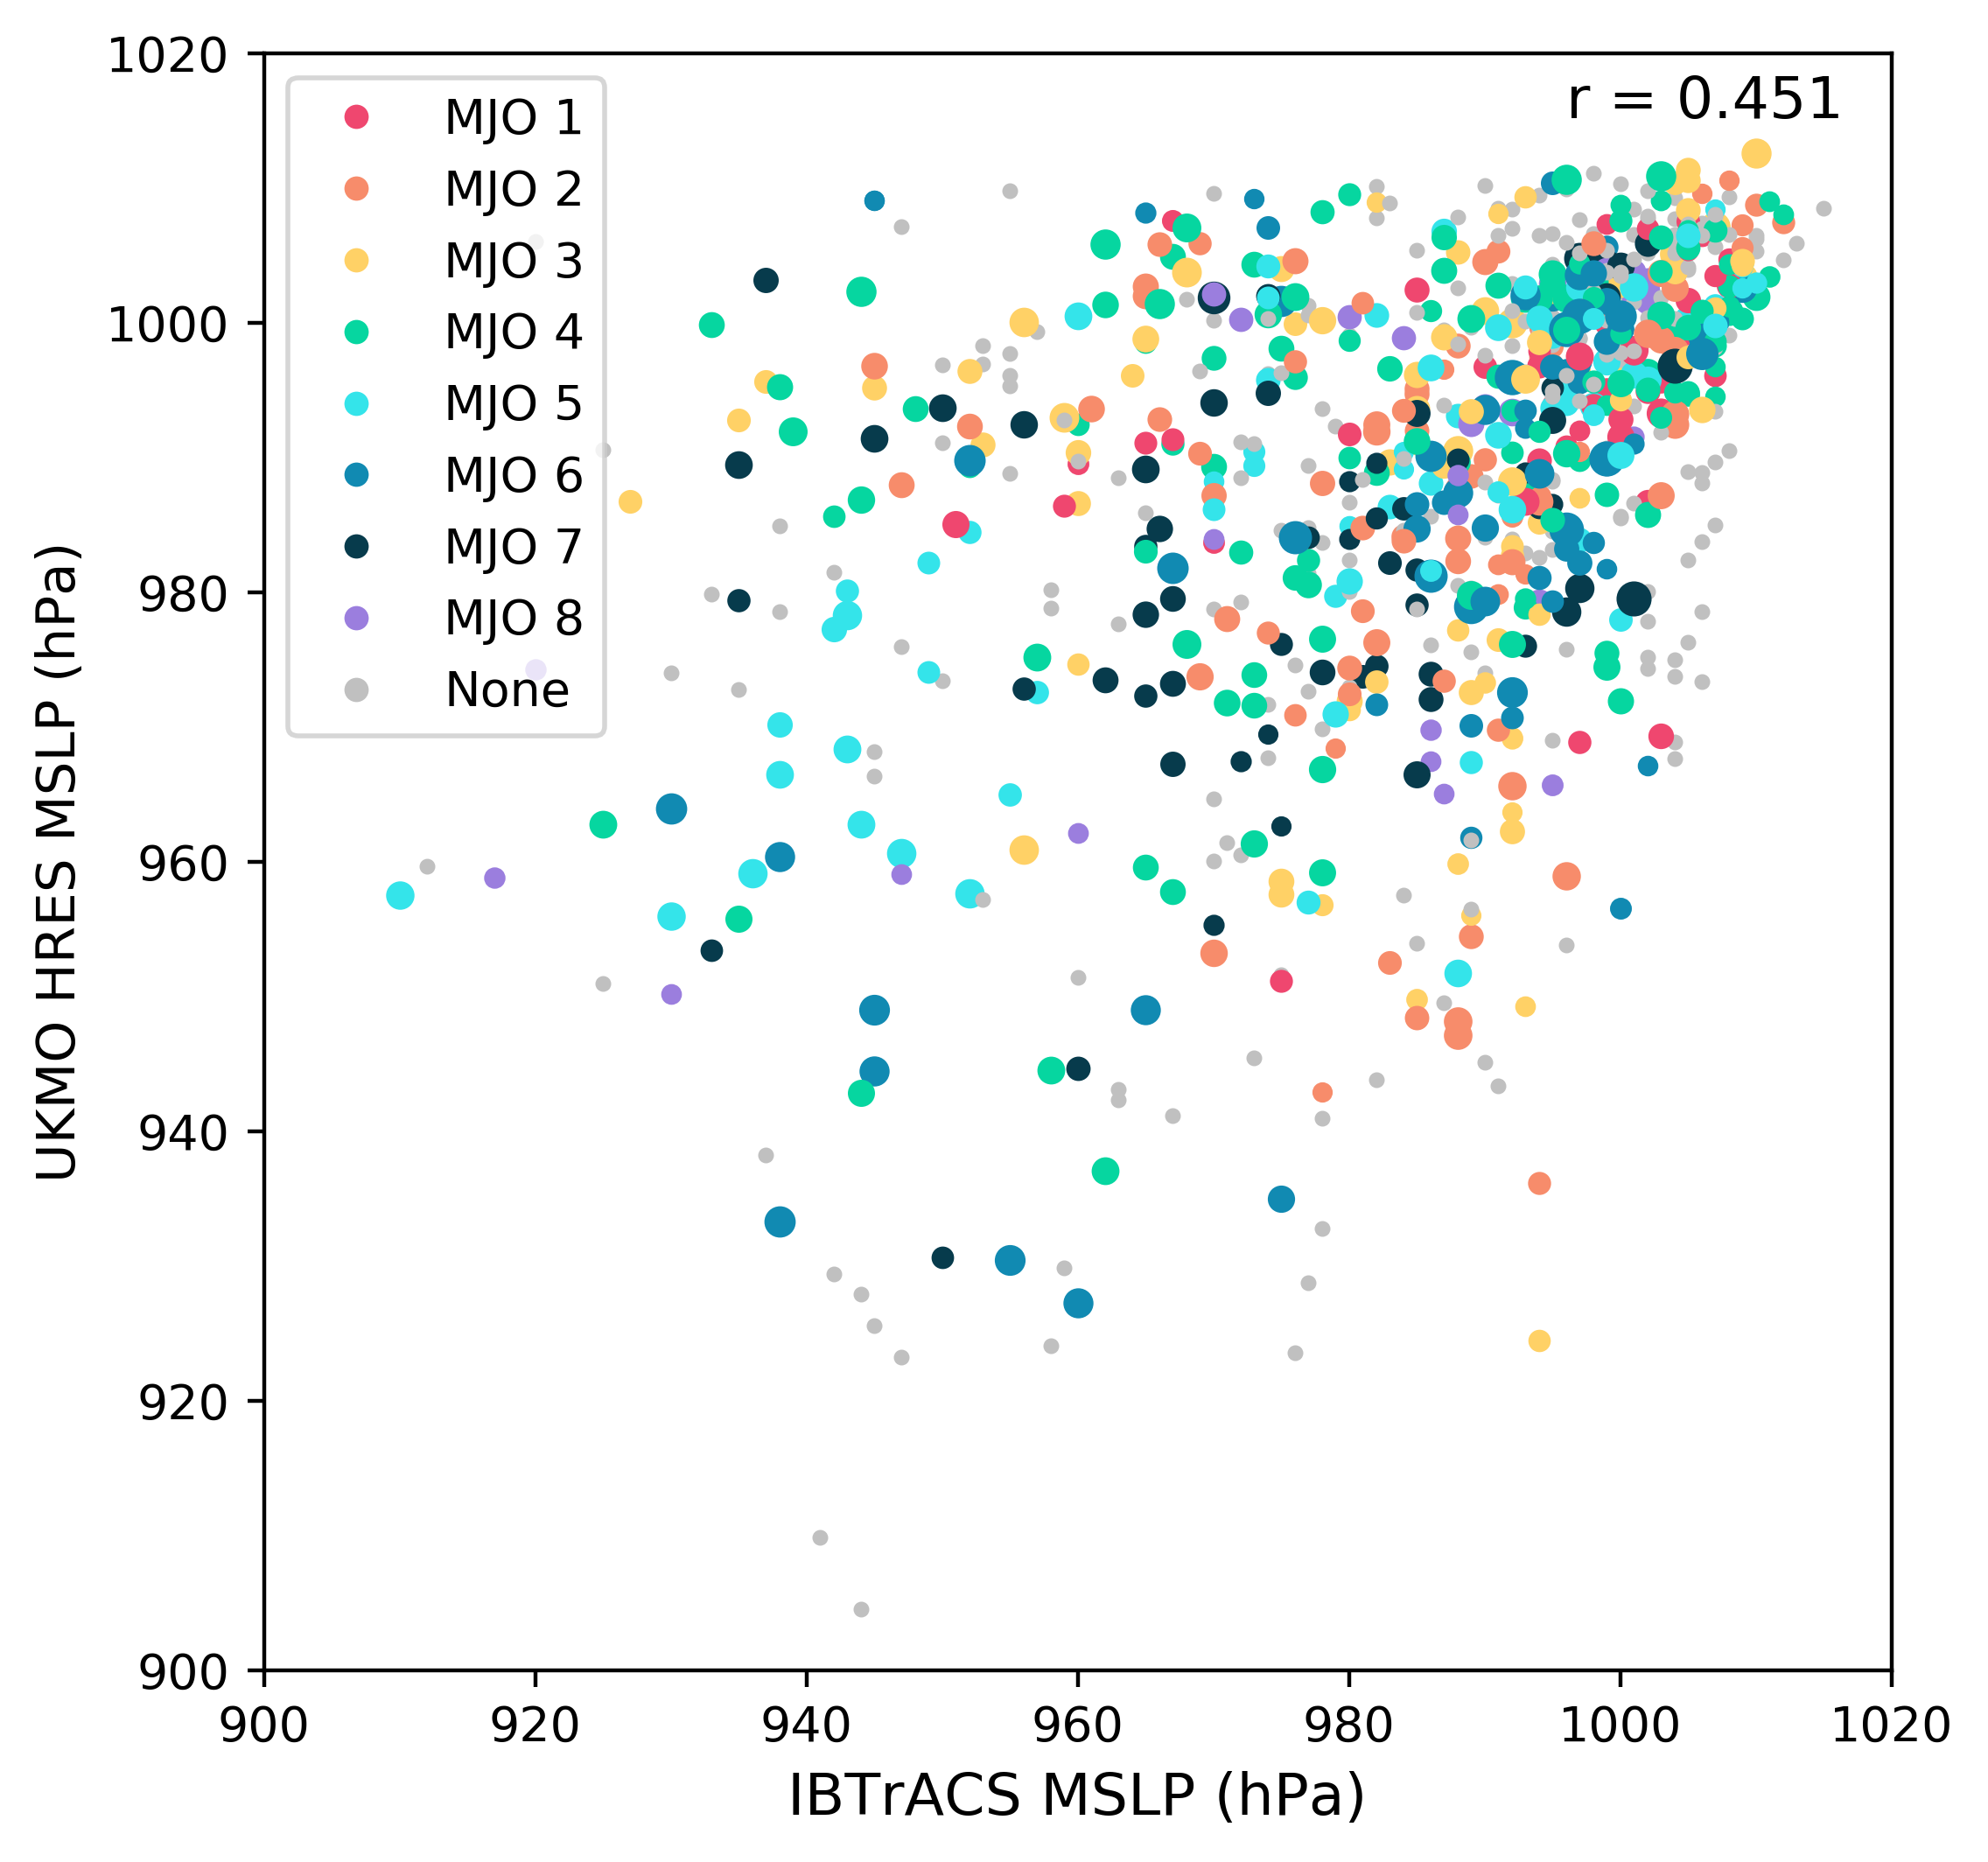 1020
1000
980
960
940
920
900
UKMO HRES MSLP (hPa)
MJO 1
MJO 2
MJO 3
MJO 4
MJO 5
MJO 6
MJO 7
MJO 8
None
r = 0.451
900 920 940 960 980 1000 1020
IBTrACS MSLP (hPa)